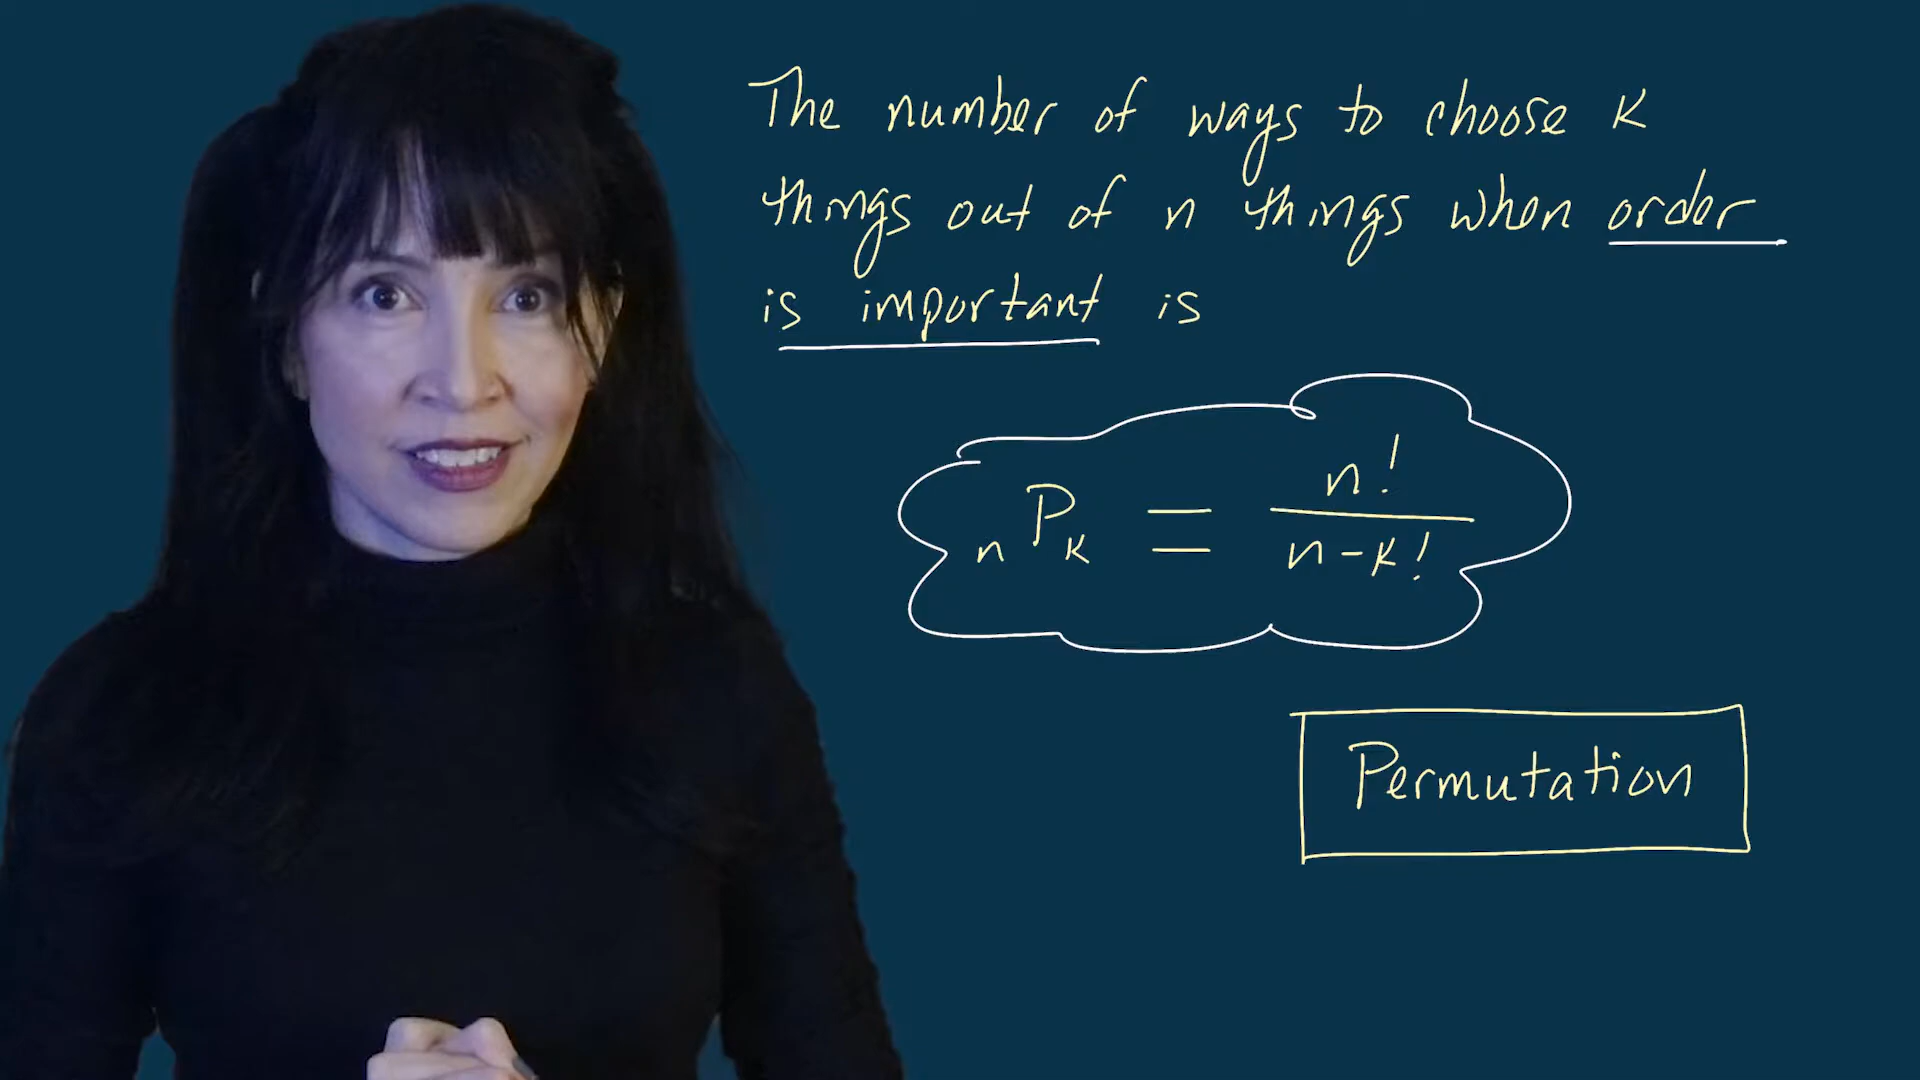 The number of ways to choose k
things out of n things when order
is important is
nPk = n! / n-k!
Permutation